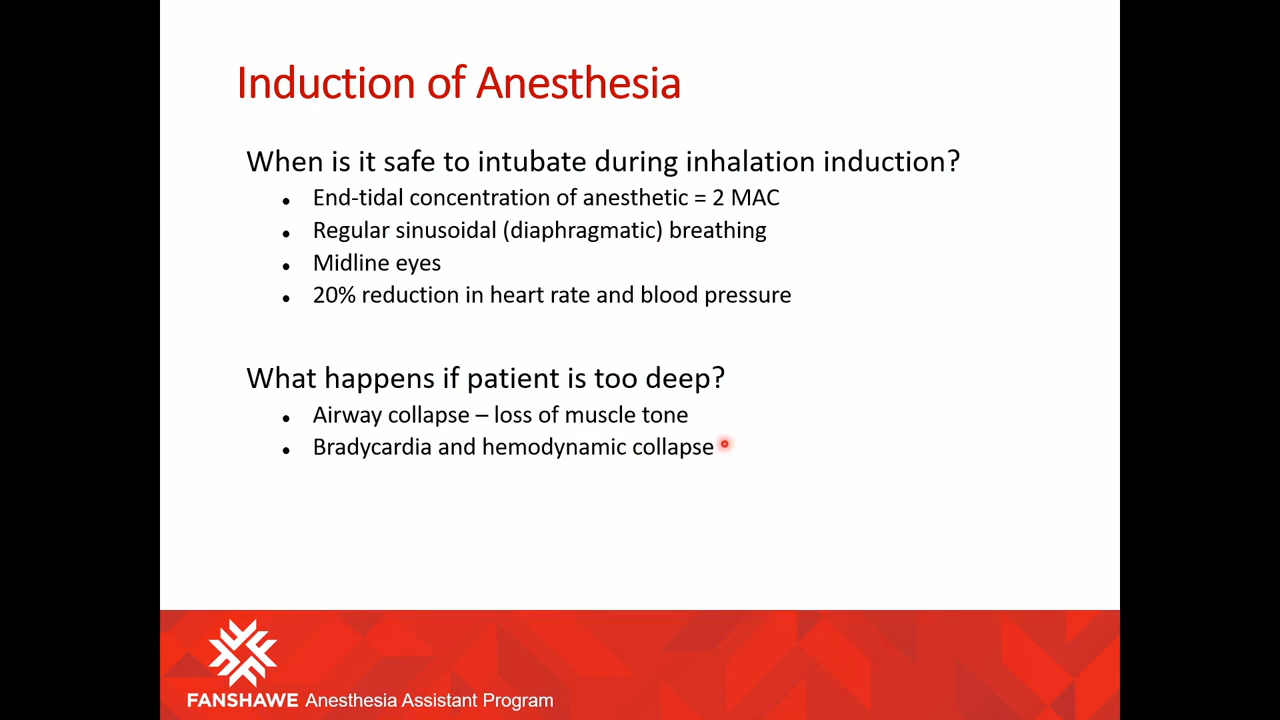 Induction of Anesthesia
When is it safe to intubate during inhalation induction?
• End-tidal concentration of anesthetic = 2 MAC
• Regular sinusoidal (diaphragmatic) breathing
• Midline eyes
• 20% reduction in heart rate and blood pressure
What happens if patient is too deep?
• Airway collapse – loss of muscle tone
• Bradycardia and hemodynamic collapse
FANSHAWE Anesthesia Assistant Program